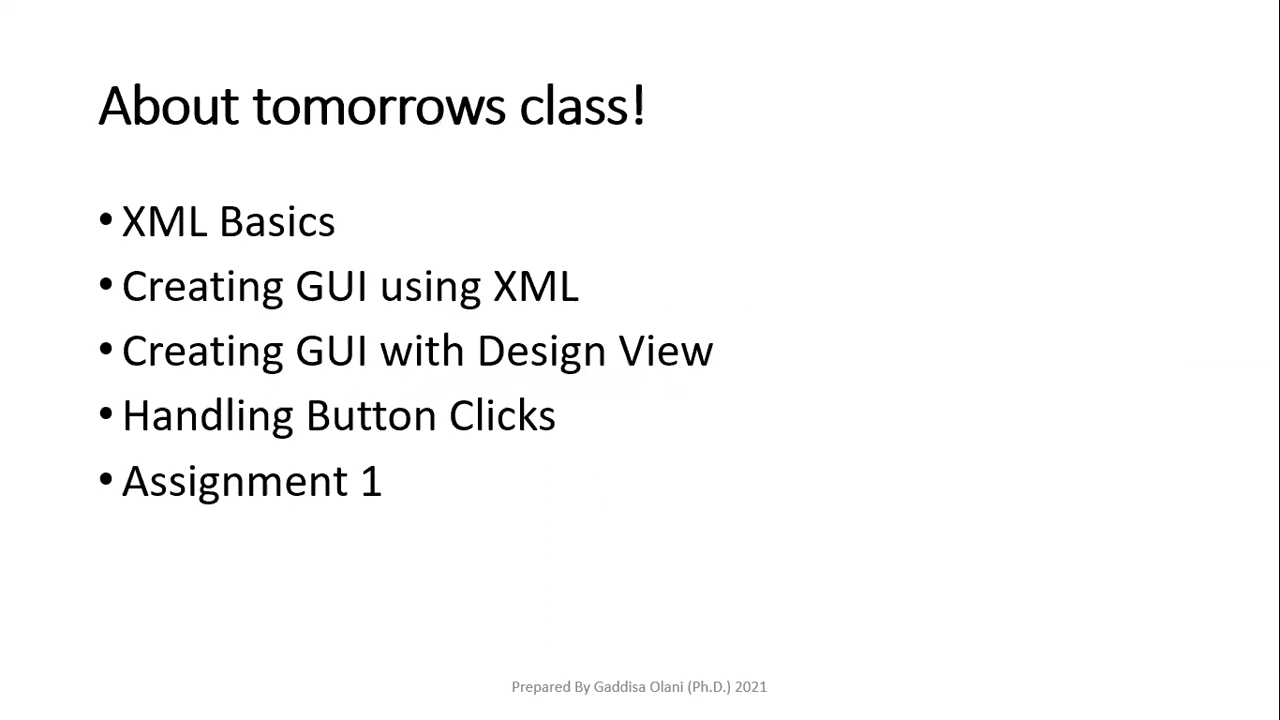 About tomorrows class!
• XML Basics
• Creating GUI using XML
• Creating GUI with Design View
• Handling Button Clicks
• Assignment 1
Prepared By Gaddisa Olani (Ph.D.) 2021